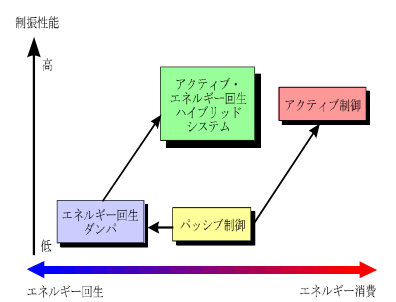 制振性能
高
アクティブ・
エネルギー回生
ハイブリッド
システム
アクティブ制御
エネルギー回生
ダンパ
パッシブ制御
低
エネルギー回生
エネルギー消費